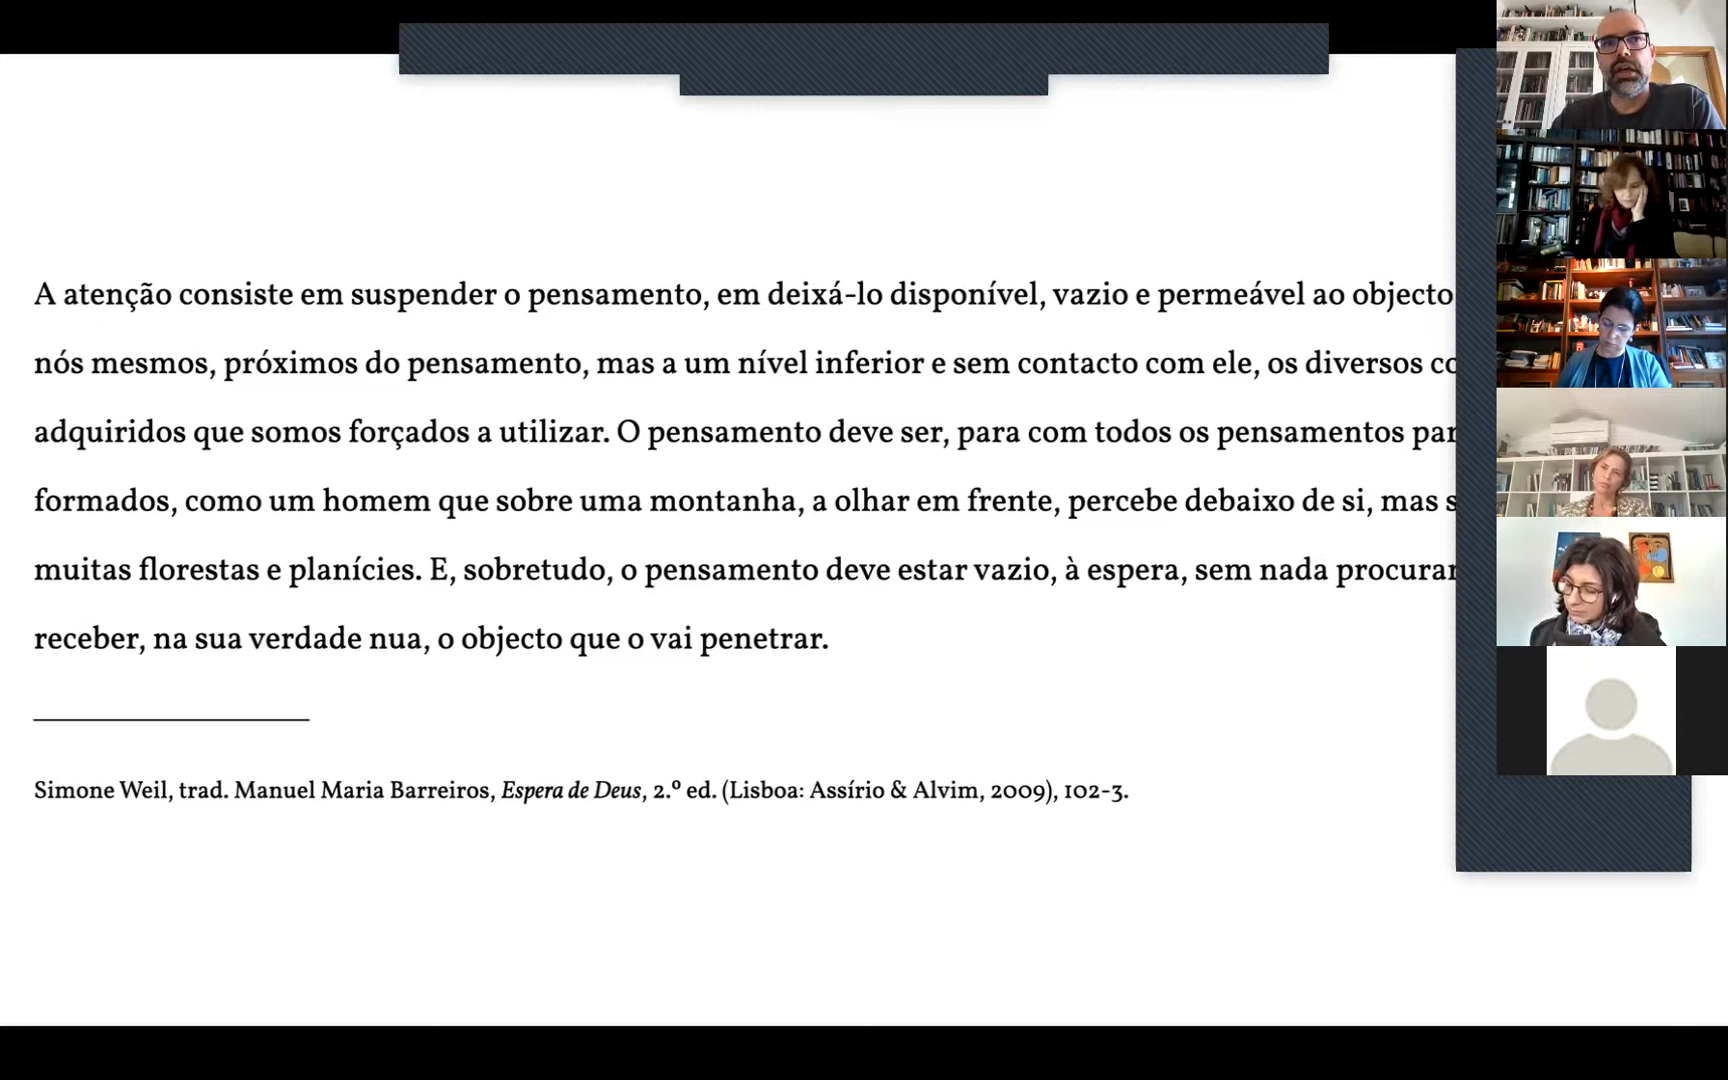 A atenção consiste em suspender o pensamento, em deixá-lo disponível, vazio e permeável ao objecto
nós mesmos, próximos do pensamento, mas a um nível inferior e sem contacto com ele, os diversos co
adquiridos que somos forçados a utilizar. O pensamento deve ser, para com todos os pensamentos par
formados, como um homem que sobre uma montanha, a olhar em frente, percebe debaixo de si, mas s
muitas florestas e planícies. E, sobretudo, o pensamento deve estar vazio, à espera, sem nada procurar
receber, na sua verdade nua, o objecto que o vai penetrar.
Simone Weil, trad. Manuel Maria Barreiros, Espera de Deus, 2.º ed. (Lisboa: Assírio & Alvim, 2009), 102-3.